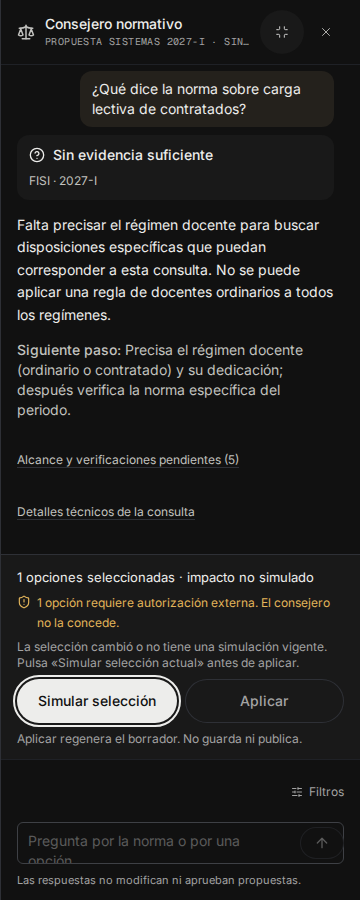 Consejero normativo
PROPUESTA SISTEMAS 2027-I · SIN…
¿Qué dice la norma sobre carga
lectiva de contratados?
Sin evidencia suficiente
FISI · 2027-I
Falta precisar el régimen docente para buscar
disposiciones específicas que puedan
corresponder a esta consulta. No se puede
aplicar una regla de docentes ordinarios a todos
los regímenes.
Siguiente paso: Precisa el régimen docente
(ordinario o contratado) y su dedicación;
después verifica la norma específica del
periodo.
Alcance y verificaciones pendientes (5)
Detalles técnicos de la consulta
1 opciones seleccionadas · impacto no simulado
1 opción requiere autorización externa. El consejero
no la concede.
La selección cambió o no tiene una simulación vigente.
Pulsa «Simular selección actual» antes de aplicar.
Simular selección
Aplicar
Aplicar regenera el borrador. No guarda ni publica.
Filtros
Pregunta por la norma o por una
opción
Las respuestas no modifican ni aprueban propuestas.